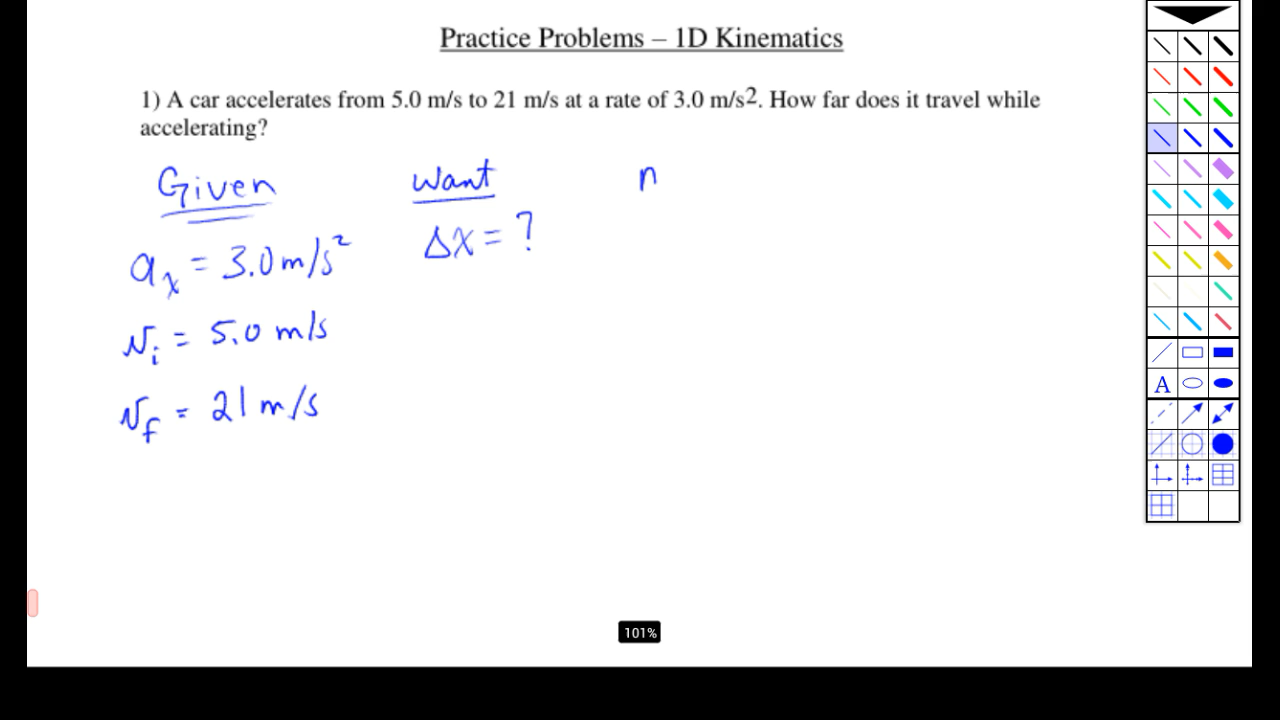 Practice Problems – 1D Kinematics
1) A car accelerates from 5.0 m/s to 21 m/s at a rate of 3.0 m/s2. How far does it travel while
accelerating?
Given
Want
n
aₓ = 3.0 m/s²
Δx = ?
vᵢ = 5.0 m/s
v_f = 21 m/s
A
101%